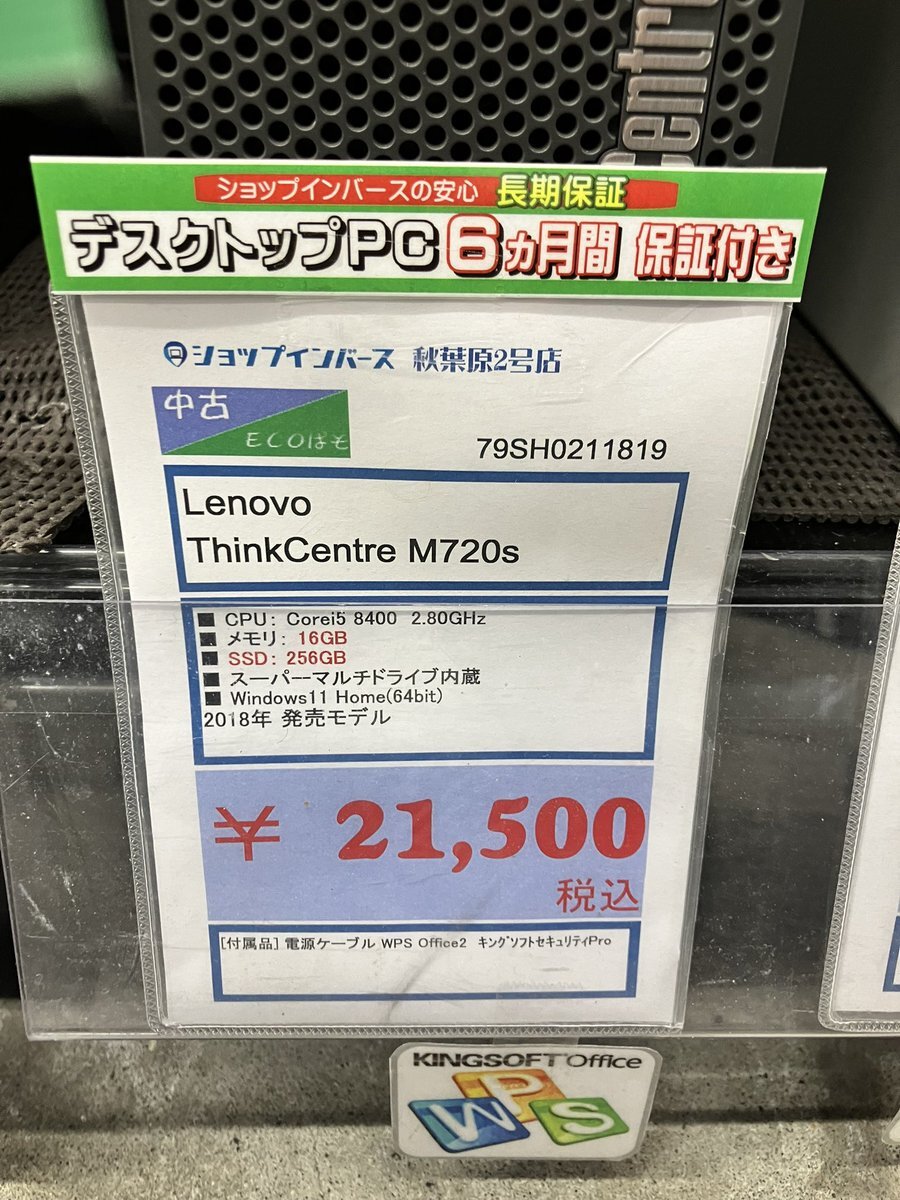 centre
ショップインバースの安心 長期保証
デスクトップPC 6ヵ月間 保証付き
ショップインバース 秋葉原2号店
中古
ECOぱそ
79SH0211819
Lenovo
ThinkCentre M720s
■ CPU: Corei5 8400 2.80GHz
■ メモリ: 16GB
■ SSD: 256GB
■ スーパーマルチドライブ内蔵
■ Windows11 Home(64bit)
2018年 発売モデル
¥ 21,500
税込
[付属品] 電源ケーブル WPS Office2 キングソフトセキュリティPro
KINGSOFT Office
WPS